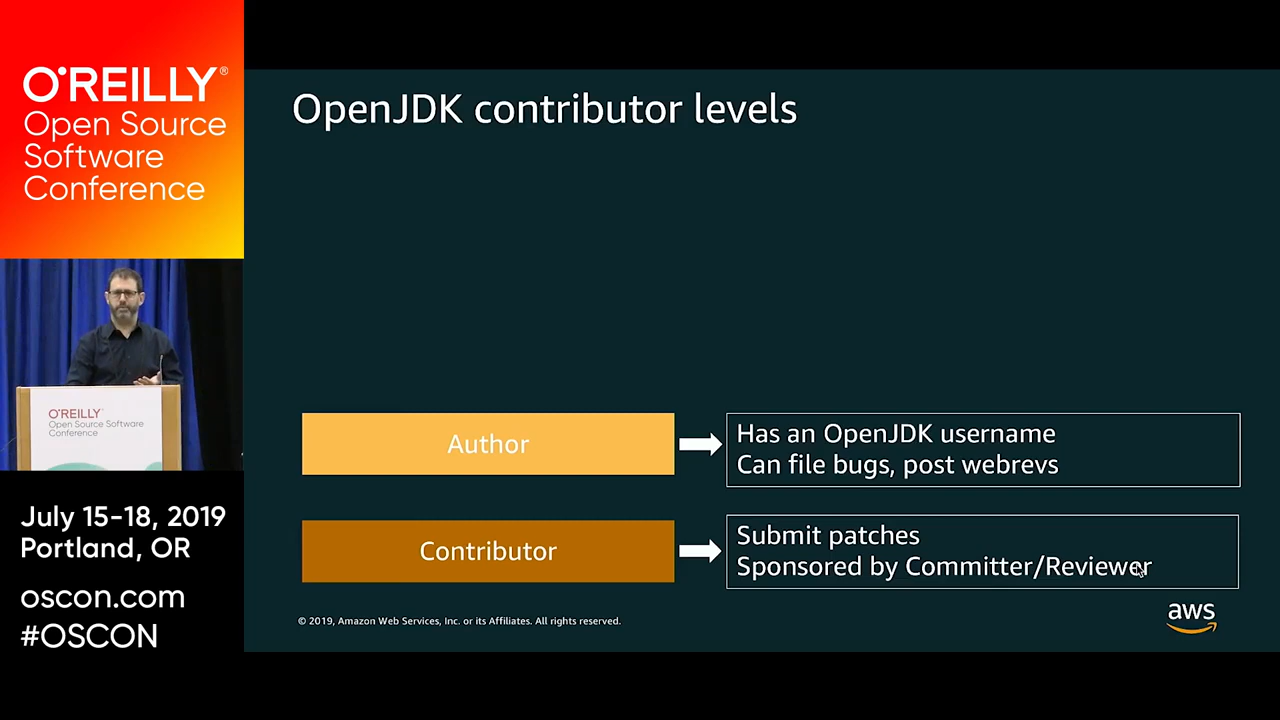 O'REILLY®
Open Source
Software
Conference
O'REILLY
Open Source Software
Conference
July 15-18, 2019
Portland, OR
oscon.com
#OSCON
OpenJDK contributor levels
Author
Has an OpenJDK username
Can file bugs, post webrevs
Contributor
Submit patches
Sponsored by Committer/Reviewer
© 2019, Amazon Web Services, Inc. or its Affiliates. All rights reserved.
aws